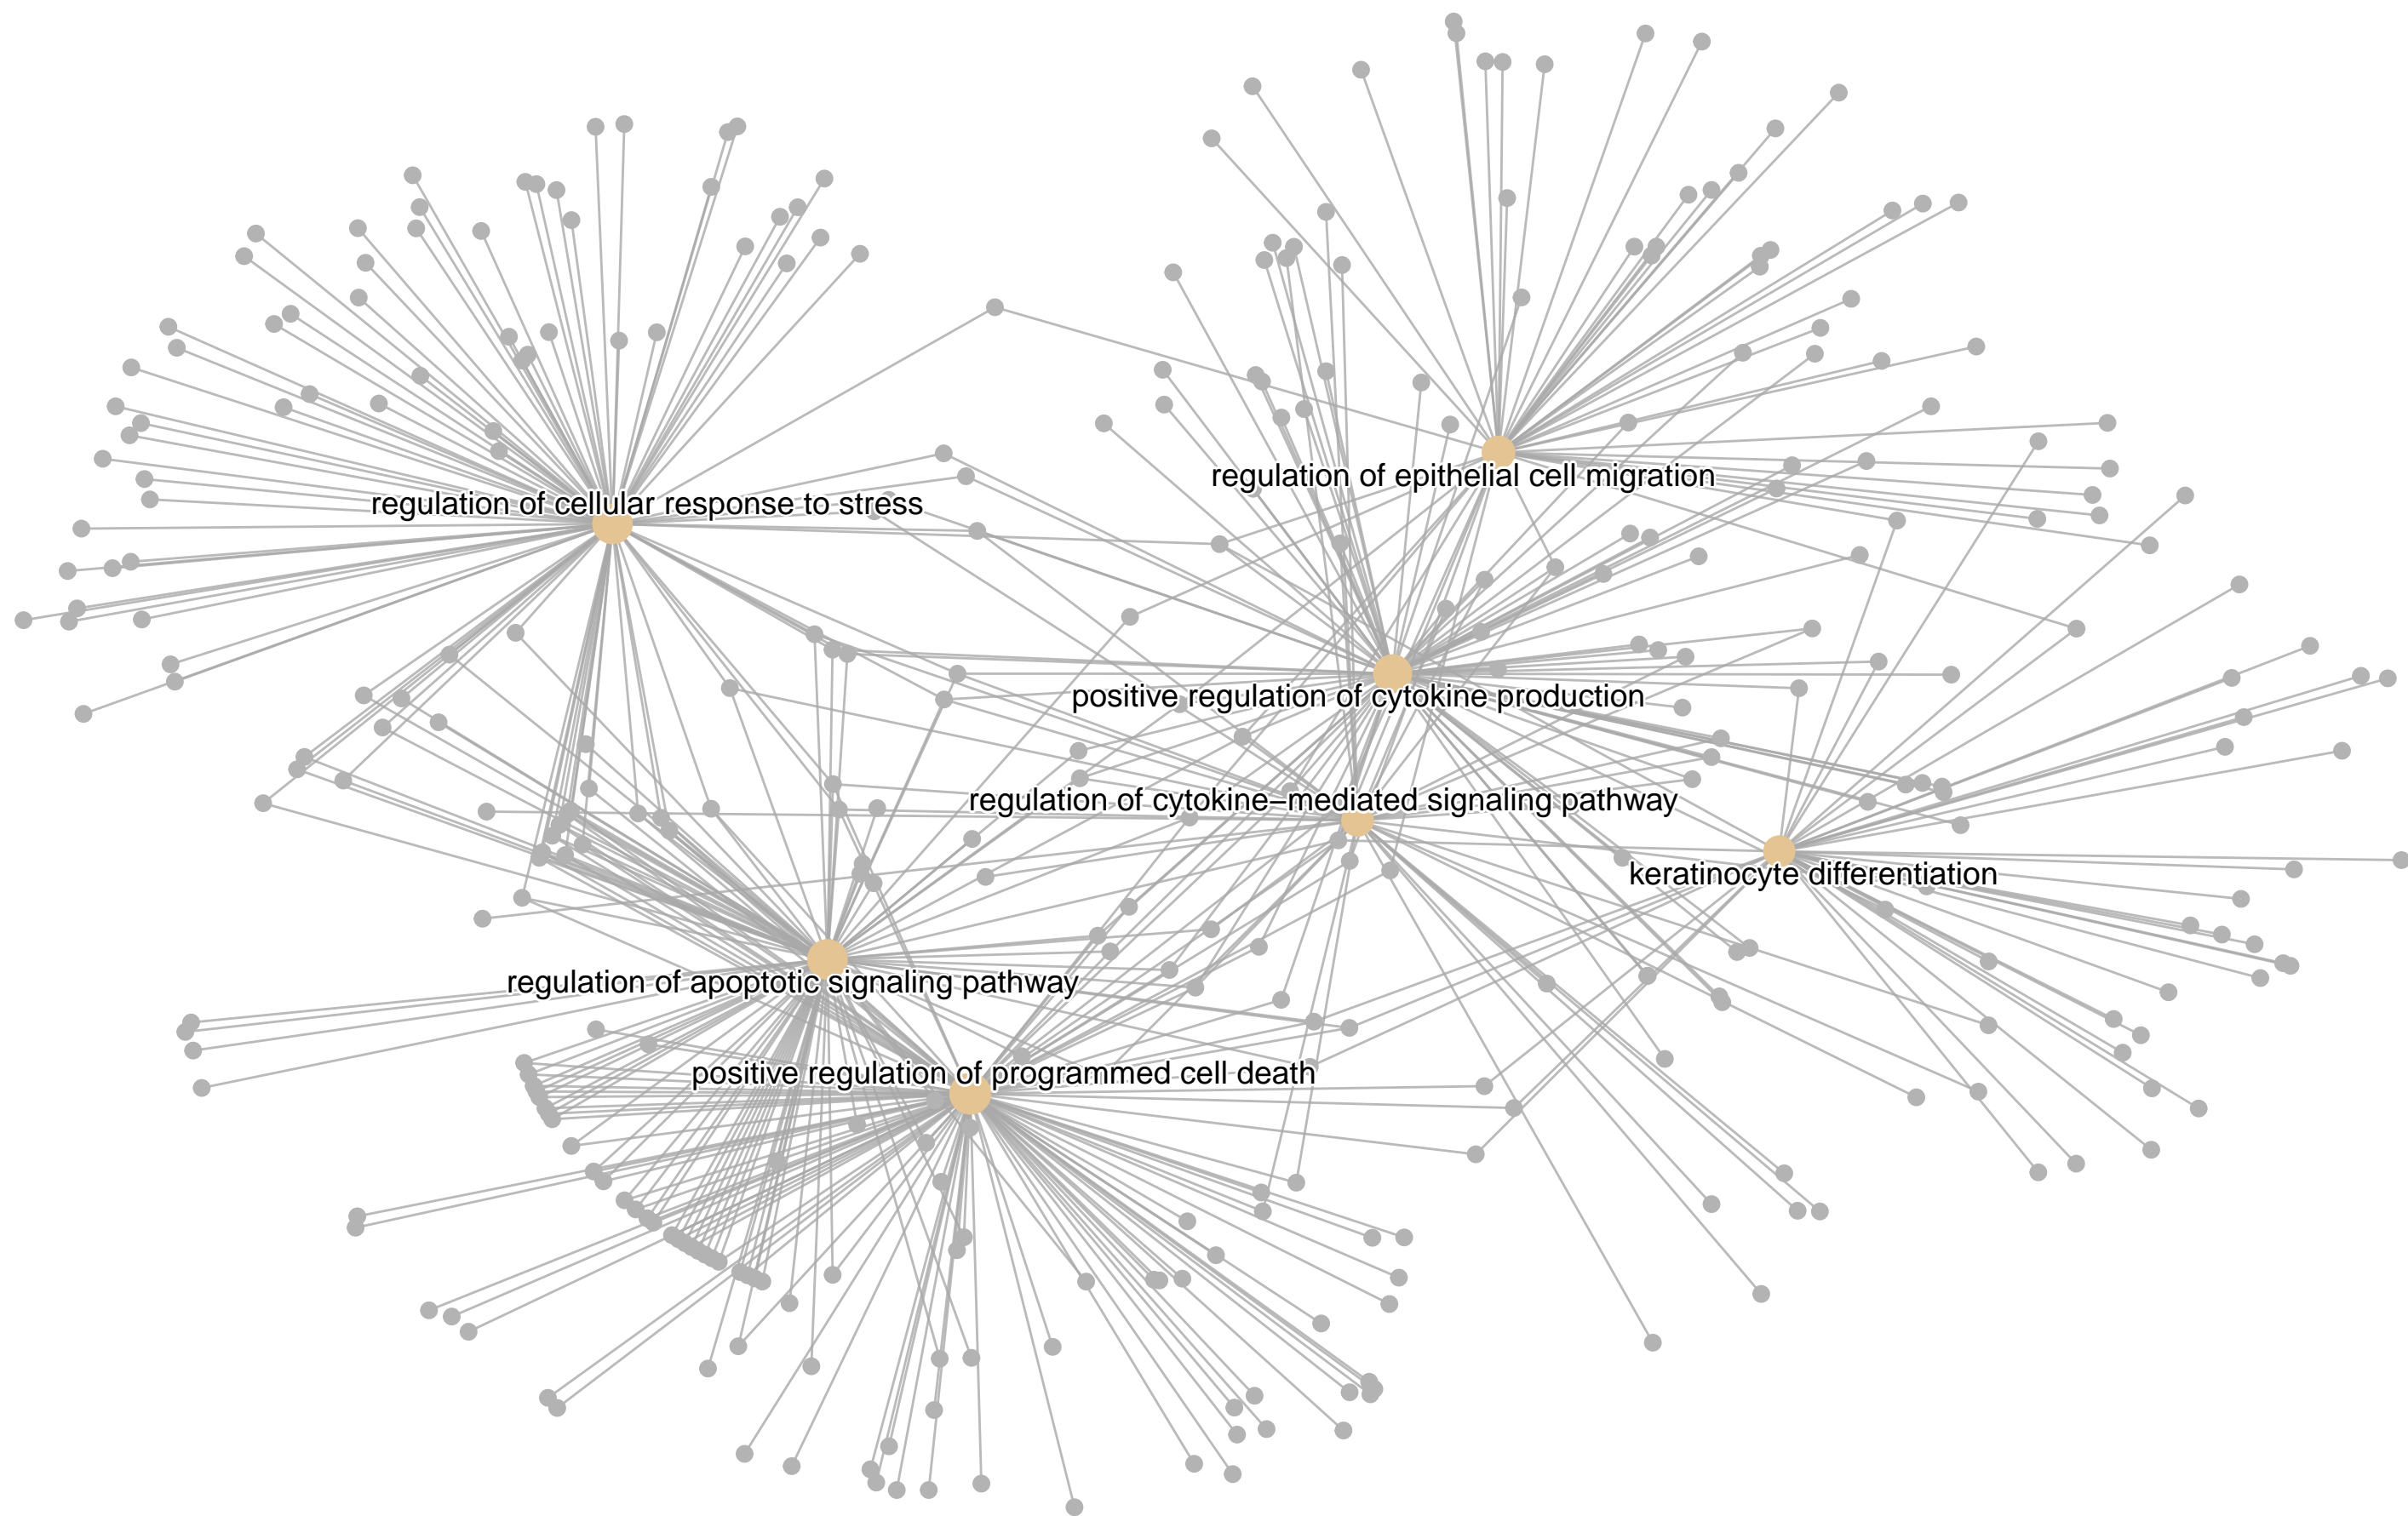 regulation of epithelial cell migration
regulation of cellular response to stress
positive regulation of cytokine production
regulation of cytokine–mediated signaling pathway
keratinocyte differentiation
regulation of apoptotic signaling pathway
positive regulation of programmed cell death